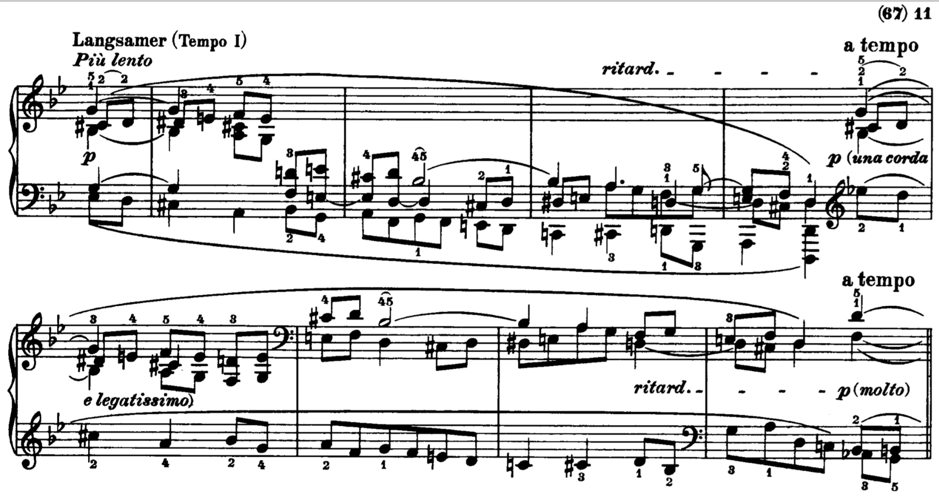 (67) 11
Langsamer (Tempo I)
Più lento
ritard.
a tempo
p
p (una corda
a tempo
e legatissimo)
ritard.
p (molto)